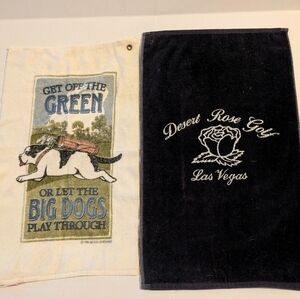 GET OFF THE
GREEN
OR LET THE
BIG DOGS
PLAY THROUGH
Desert Rose Golf
Las Vegas